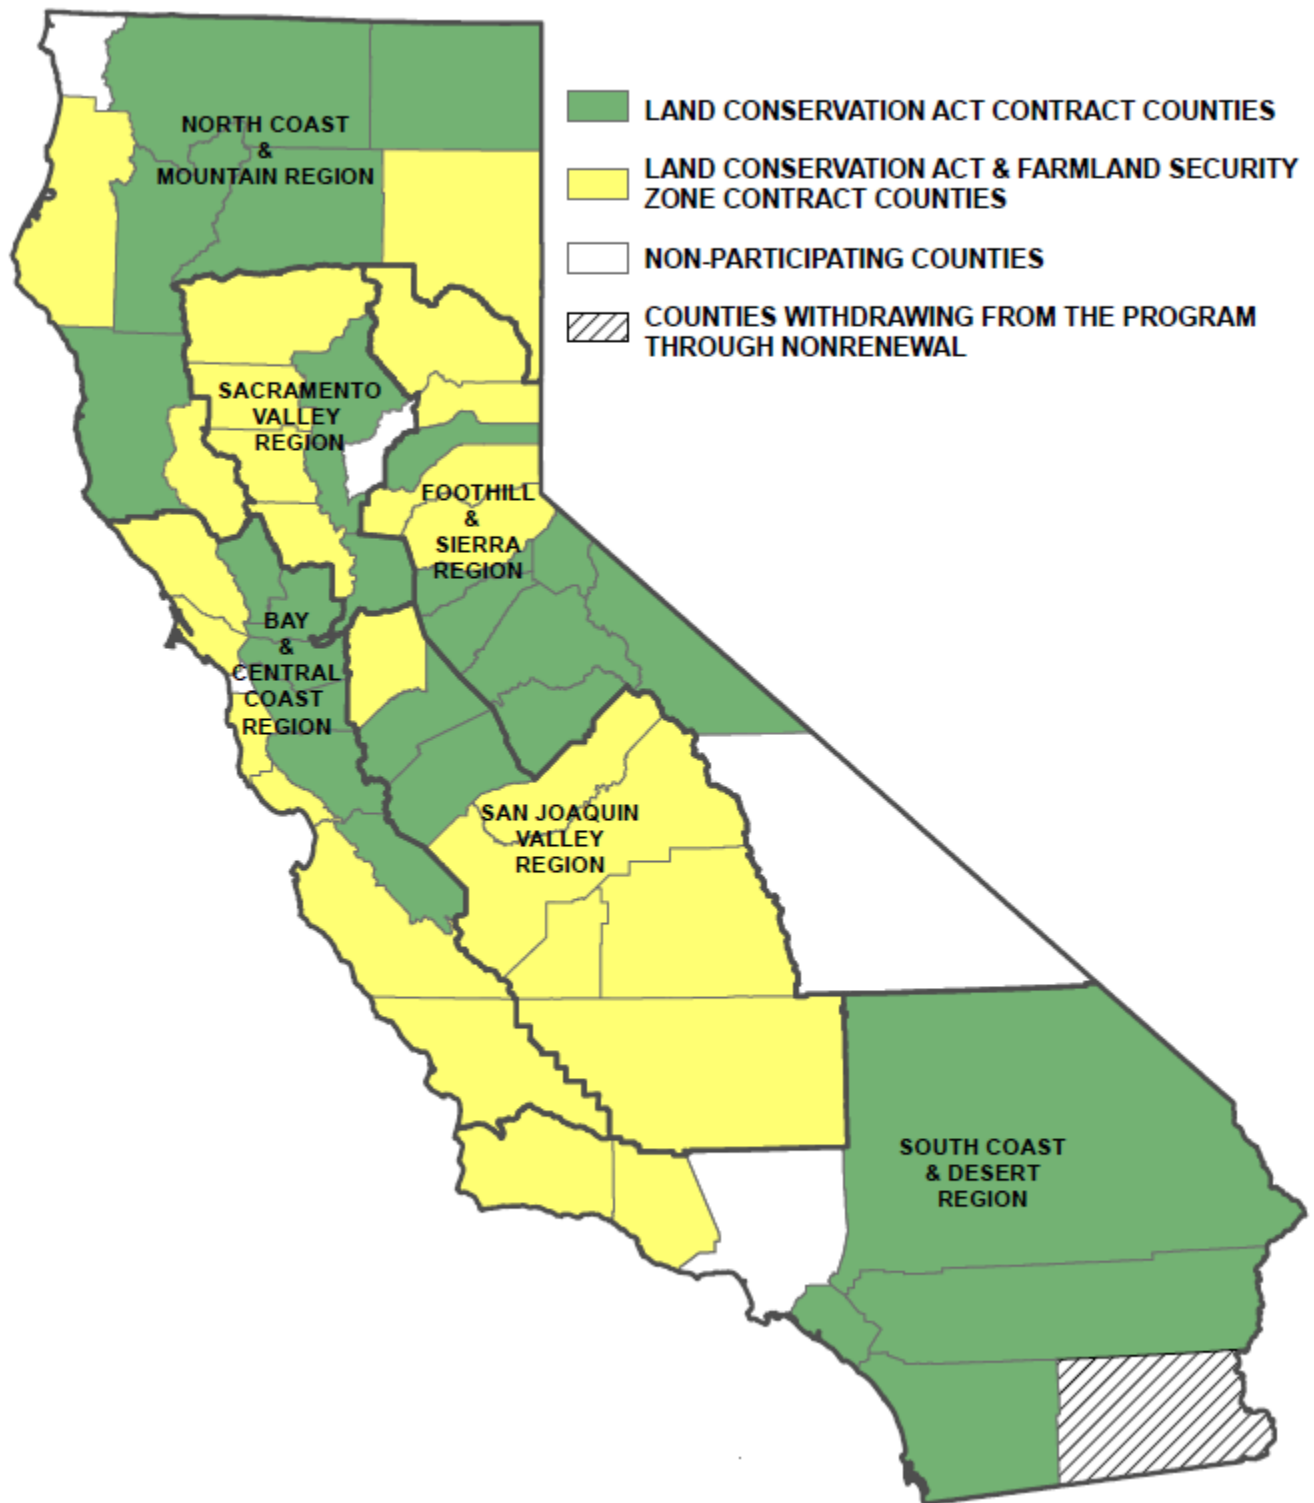 NORTH COAST
&
MOUNTAIN REGION
LAND CONSERVATION ACT CONTRACT COUNTIES
LAND CONSERVATION ACT & FARMLAND SECURITY
ZONE CONTRACT COUNTIES
NON-PARTICIPATING COUNTIES
COUNTIES WITHDRAWING FROM THE PROGRAM
THROUGH NONRENEWAL
SACRAMENTO
VALLEY
REGION
FOOTHILL
&
SIERRA
REGION
BAY
&
CENTRAL
COAST
REGION
SAN JOAQUIN
VALLEY
REGION
SOUTH COAST
& DESERT
REGION